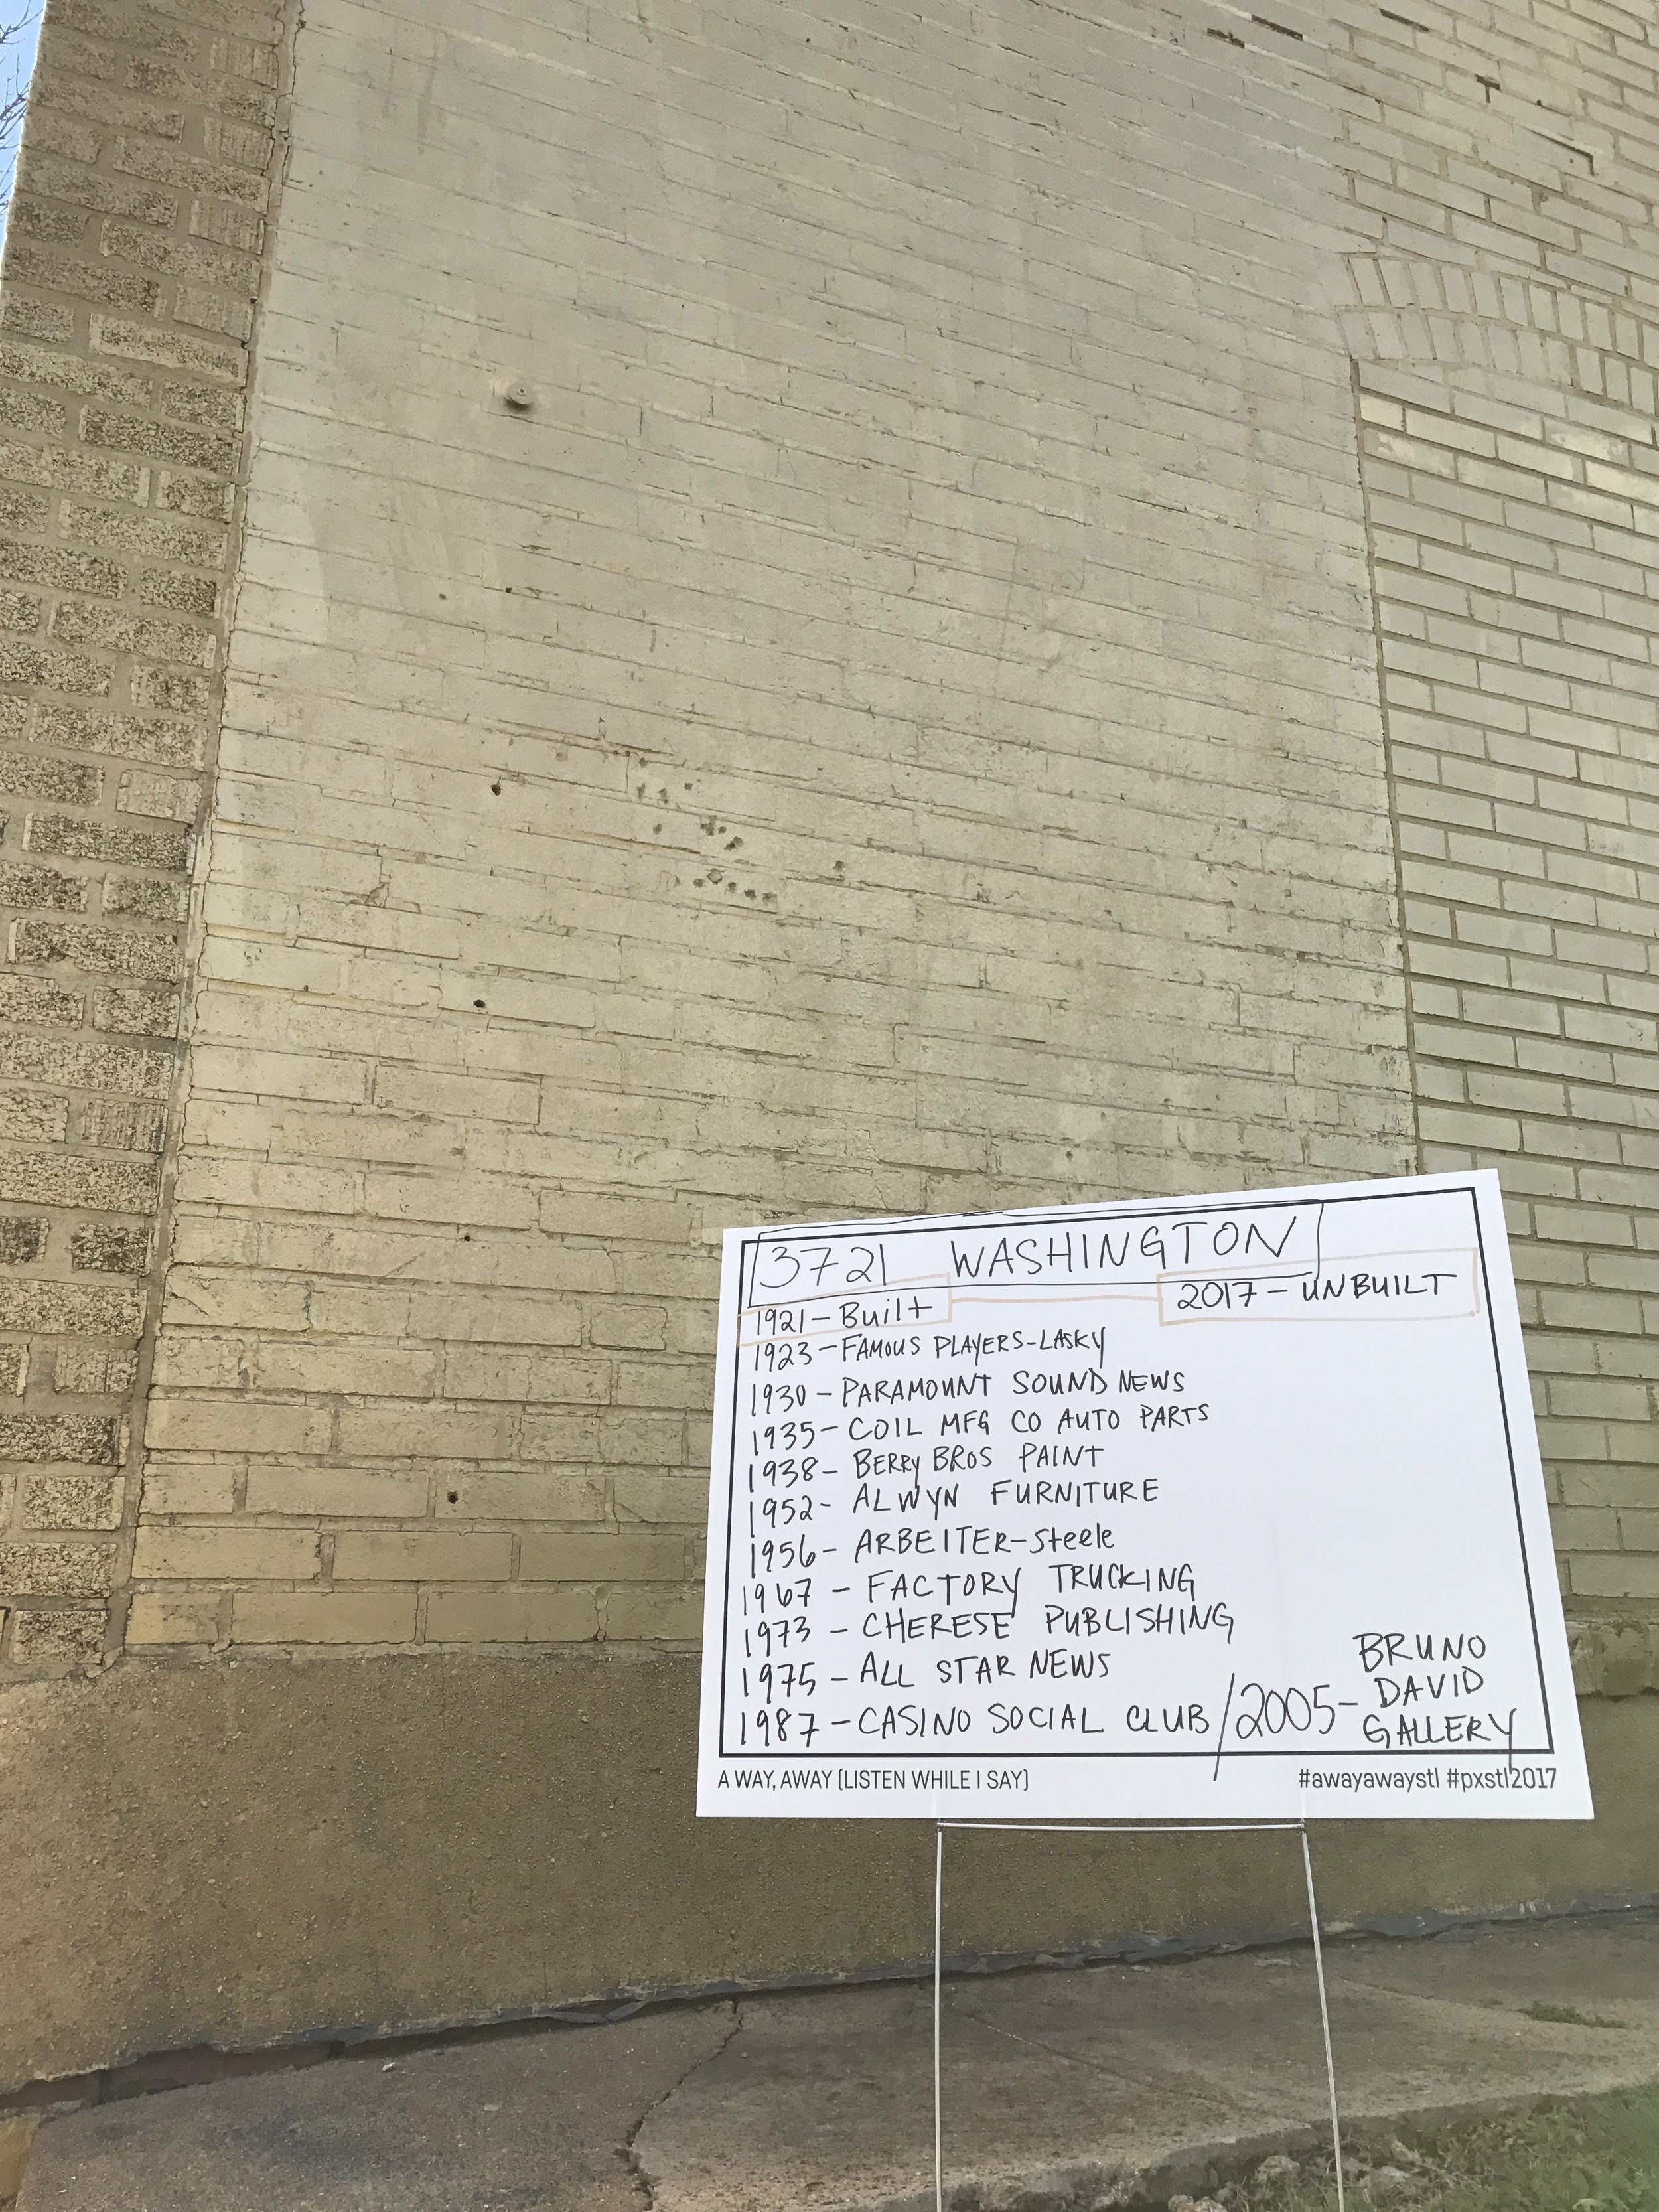 3721 WASHINGTON
1921-Built
2017-UNBUILT
1923-FAMOUS PLAYERS-LASKY
1930-PARAMOUNT SOUND NEWS
1935-COIL MFG CO AUTO PARTS
1938-BERRY BROS PAINT
1952-ALWYN FURNITURE
1956-ARBEITER-Steele
1967-FACTORY TRUCKING
1973-CHERESE PUBLISHING
1975-ALL STAR NEWS
1987-CASINO SOCIAL CLUB/2005-BRUNO
DAVID
GALLERY
A WAY, AWAY (LISTEN WHILE I SAY)
#awayawaystl #pxstl2017